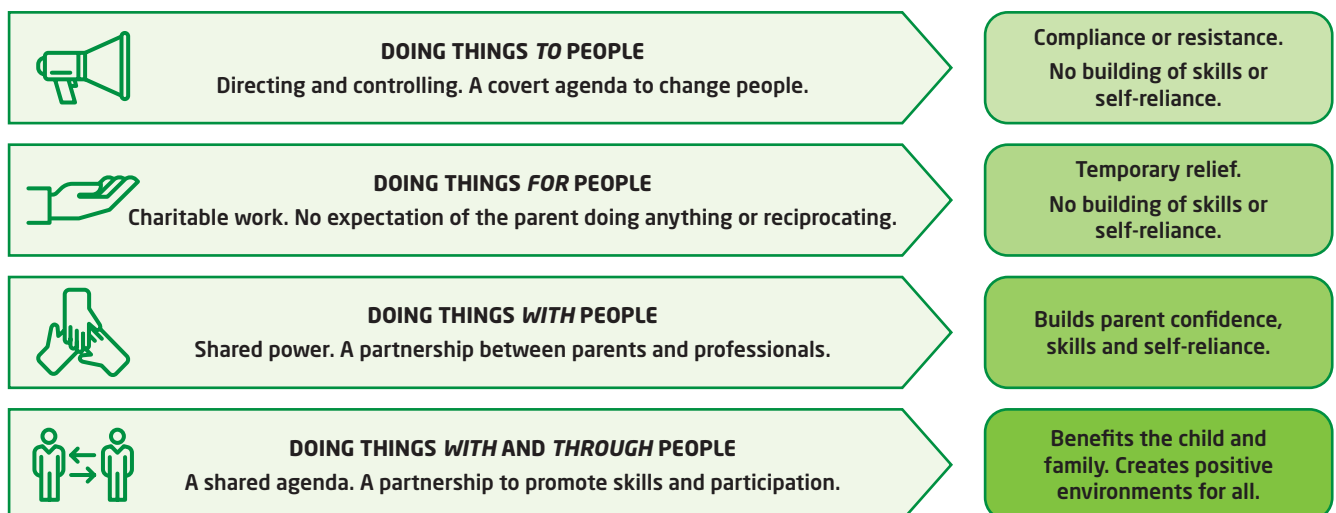 DOING THINGS TO PEOPLE
Directing and controlling. A covert agenda to change people.
Compliance or resistance.
No building of skills or
self-reliance.
DOING THINGS FOR PEOPLE
Charitable work. No expectation of the parent doing anything or reciprocating.
Temporary relief.
No building of skills or
self-reliance.
DOING THINGS WITH PEOPLE
Shared power. A partnership between parents and professionals.
Builds parent confidence,
skills and self-reliance.
DOING THINGS WITH AND THROUGH PEOPLE
A shared agenda. A partnership to promote skills and participation.
Benefits the child and
family. Creates positive
environments for all.